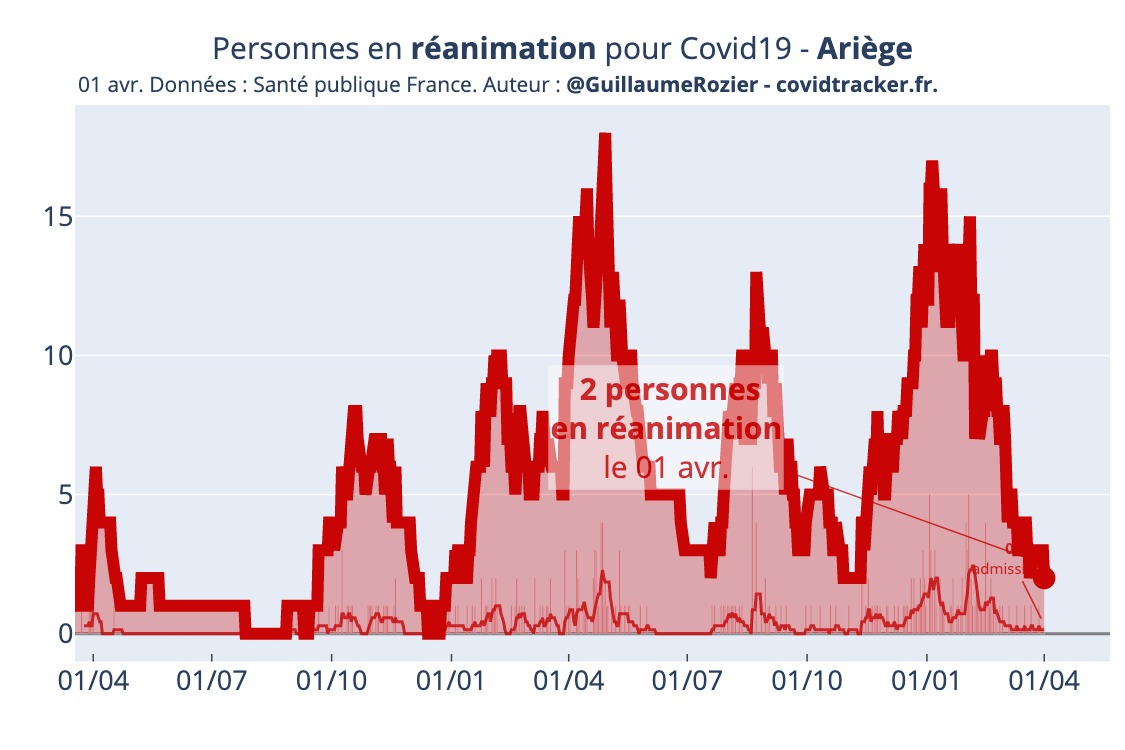 Personnes en réanimation pour Covid19 - Ariège
01 avr. Données : Santé publique France. Auteur : @GuillaumeRozier - covidtracker.fr.
15
10
5
0
2 personnes
en réanimation
le 01 avr.
01/04 01/07 01/10 01/01 01/04 01/07 01/10 01/01 01/04